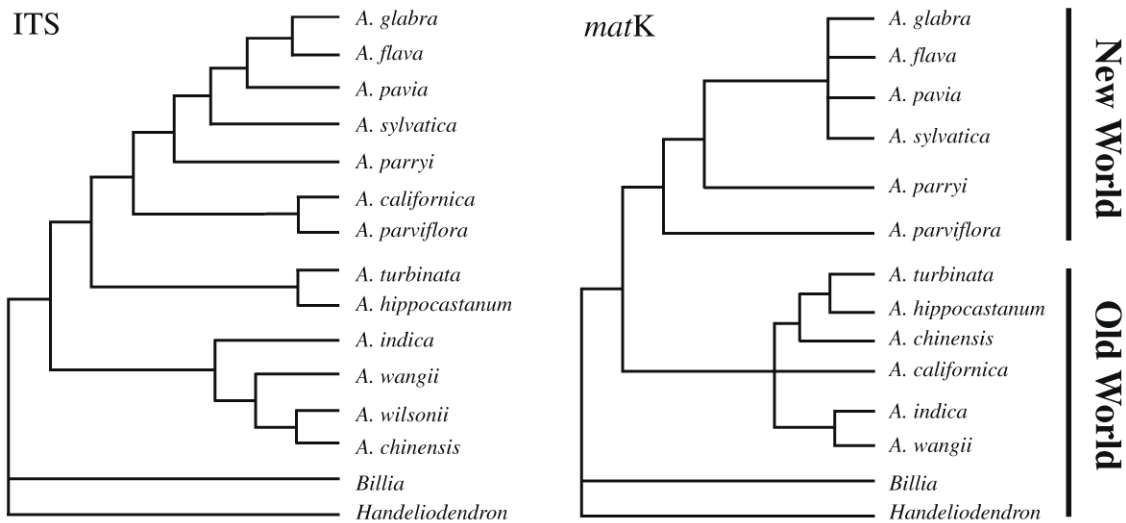 ITS
A. glabra
A. flava
A. pavia
A. sylvatica
A. parryi
A. californica
A. parviflora
A. turbinata
A. hippocastanum
A. indica
A. wangii
A. wilsonii
A. chinensis
Billia
Handeliodendron
matK
A. glabra
A. flava
A. pavia
A. sylvatica
A. parryi
A. parviflora
A. turbinata
A. hippocastanum
A. chinensis
A. californica
A. indica
A. wangii
Billia
Handeliodendron
New World
Old World